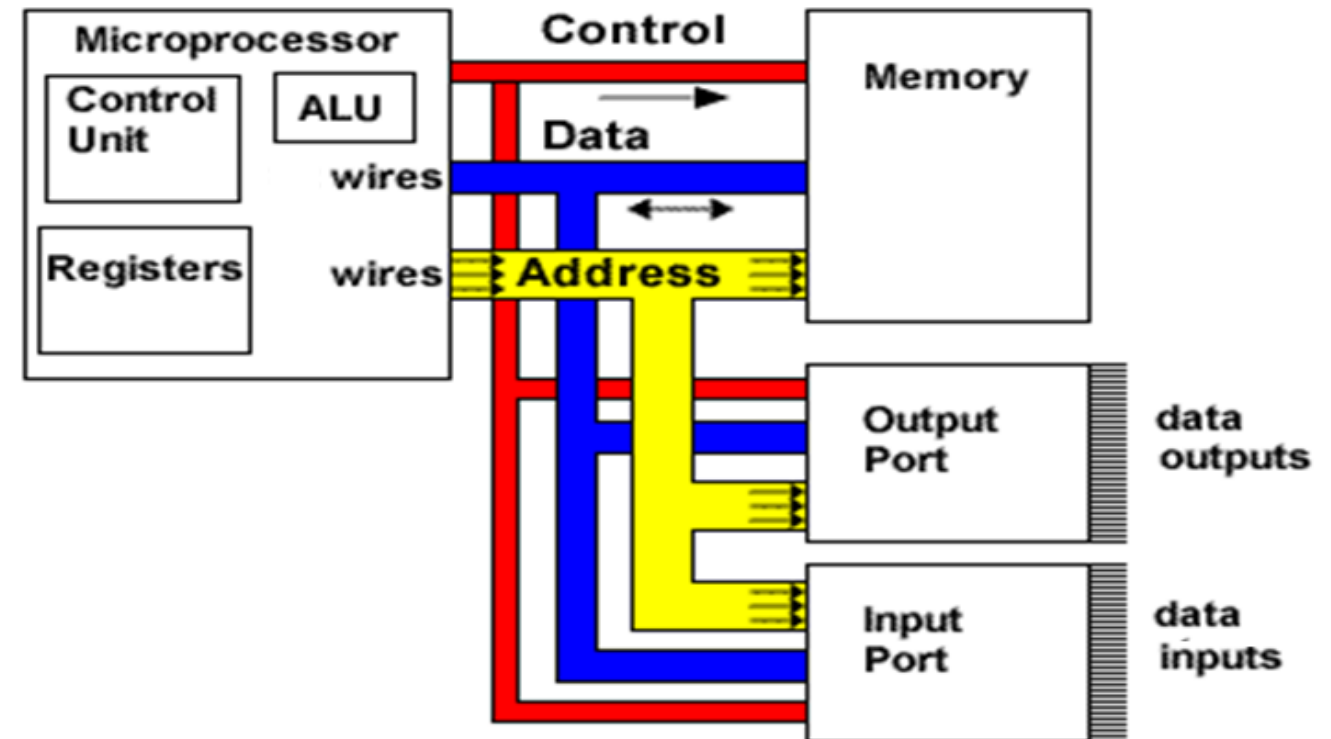 Microprocessor
Control
Unit
ALU
wires
Registers
wires
Control
Data
Address
Memory
Output
Port
data
outputs
Input
Port
data
inputs